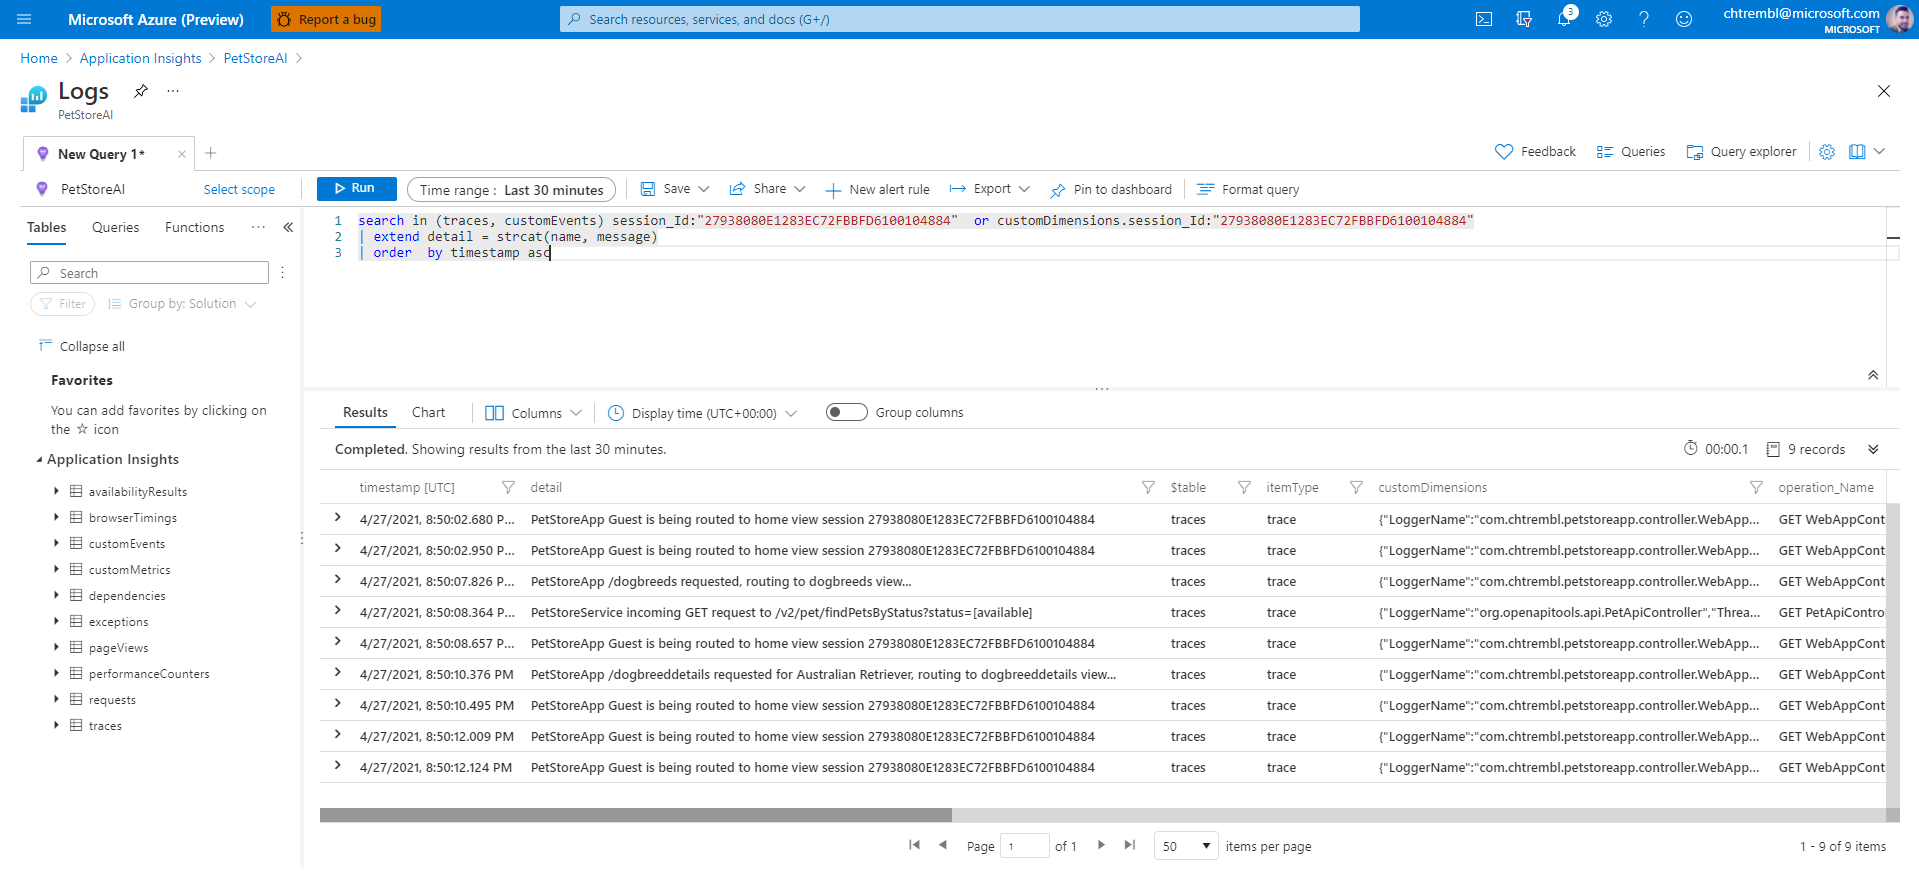 Microsoft Azure (Preview)
Report a bug
Search resources, services, and docs (G+/)
3
chtrembl@microsoft.com
MICROSOFT
Home > Application Insights > PetStoreAI >
Logs
PetStoreAI
New Query 1*
Feedback
Queries
Query explorer
PetStoreAI
Select scope
Run
Time range : Last 30 minutes
Save
Share
New alert rule
Export
Pin to dashboard
Format query
Tables
Queries
Functions
Search
Filter
Group by: Solution
Collapse all
Favorites
You can add favorites by clicking on
the ☆ icon
Application Insights
availabilityResults
browserTimings
customEvents
customMetrics
dependencies
exceptions
pageViews
performanceCounters
requests
traces
1 search in (traces, customEvents) session_Id:"27938080E1283EC72FBBFD6100104884" or customDimensions.session_Id:"27938080E1283EC72FBBFD6100104884"
2 | extend detail = strcat(name, message)
3 | order by timestamp asc
Results
Chart
Columns
Display time (UTC+00:00)
Group columns
Completed. Showing results from the last 30 minutes.
00:00.1
9 records
timestamp [UTC] detail $table itemType customDimensions operation_Name
4/27/2021, 8:50:02.680 P... PetStoreApp Guest is being routed to home view session 27938080E1283EC72FBBFD6100104884 traces trace {"LoggerName":"com.chtrembl.petstoreapp.controller.WebApp... GET WebAppCont
4/27/2021, 8:50:02.950 P... PetStoreApp Guest is being routed to home view session 27938080E1283EC72FBBFD6100104884 traces trace {"LoggerName":"com.chtrembl.petstoreapp.controller.WebApp... GET WebAppCont
4/27/2021, 8:50:07.826 P... PetStoreApp /dogbreeds requested, routing to dogbreeds view... traces trace {"LoggerName":"com.chtrembl.petstoreapp.controller.WebApp... GET WebAppCont
4/27/2021, 8:50:08.364 P... PetStoreService incoming GET request to /v2/pet/findPetsByStatus?status=[available] traces trace {"LoggerName":"org.openapitools.api.PetApiController","Threa... GET PetApiContro
4/27/2021, 8:50:08.657 P... PetStoreApp Guest is being routed to home view session 27938080E1283EC72FBBFD6100104884 traces trace {"LoggerName":"com.chtrembl.petstoreapp.controller.WebApp... GET WebAppCont
4/27/2021, 8:50:10.376 PM PetStoreApp /dogbreeddetails requested for Australian Retriever, routing to dogbreeddetails view... traces trace {"LoggerName":"com.chtrembl.petstoreapp.controller.WebApp... GET WebAppCont
4/27/2021, 8:50:10.495 PM PetStoreApp Guest is being routed to home view session 27938080E1283EC72FBBFD6100104884 traces trace {"LoggerName":"com.chtrembl.petstoreapp.controller.WebApp... GET WebAppCont
4/27/2021, 8:50:12.009 PM PetStoreApp Guest is being routed to home view session 27938080E1283EC72FBBFD6100104884 traces trace {"LoggerName":"com.chtrembl.petstoreapp.controller.WebApp... GET WebAppCont
4/27/2021, 8:50:12.124 PM PetStoreApp Guest is being routed to home view session 27938080E1283EC72FBBFD6100104884 traces trace {"LoggerName":"com.chtrembl.petstoreapp.controller.WebApp... GET WebAppCont
Page 1 of 1
50 items per page
1 - 9 of 9 items